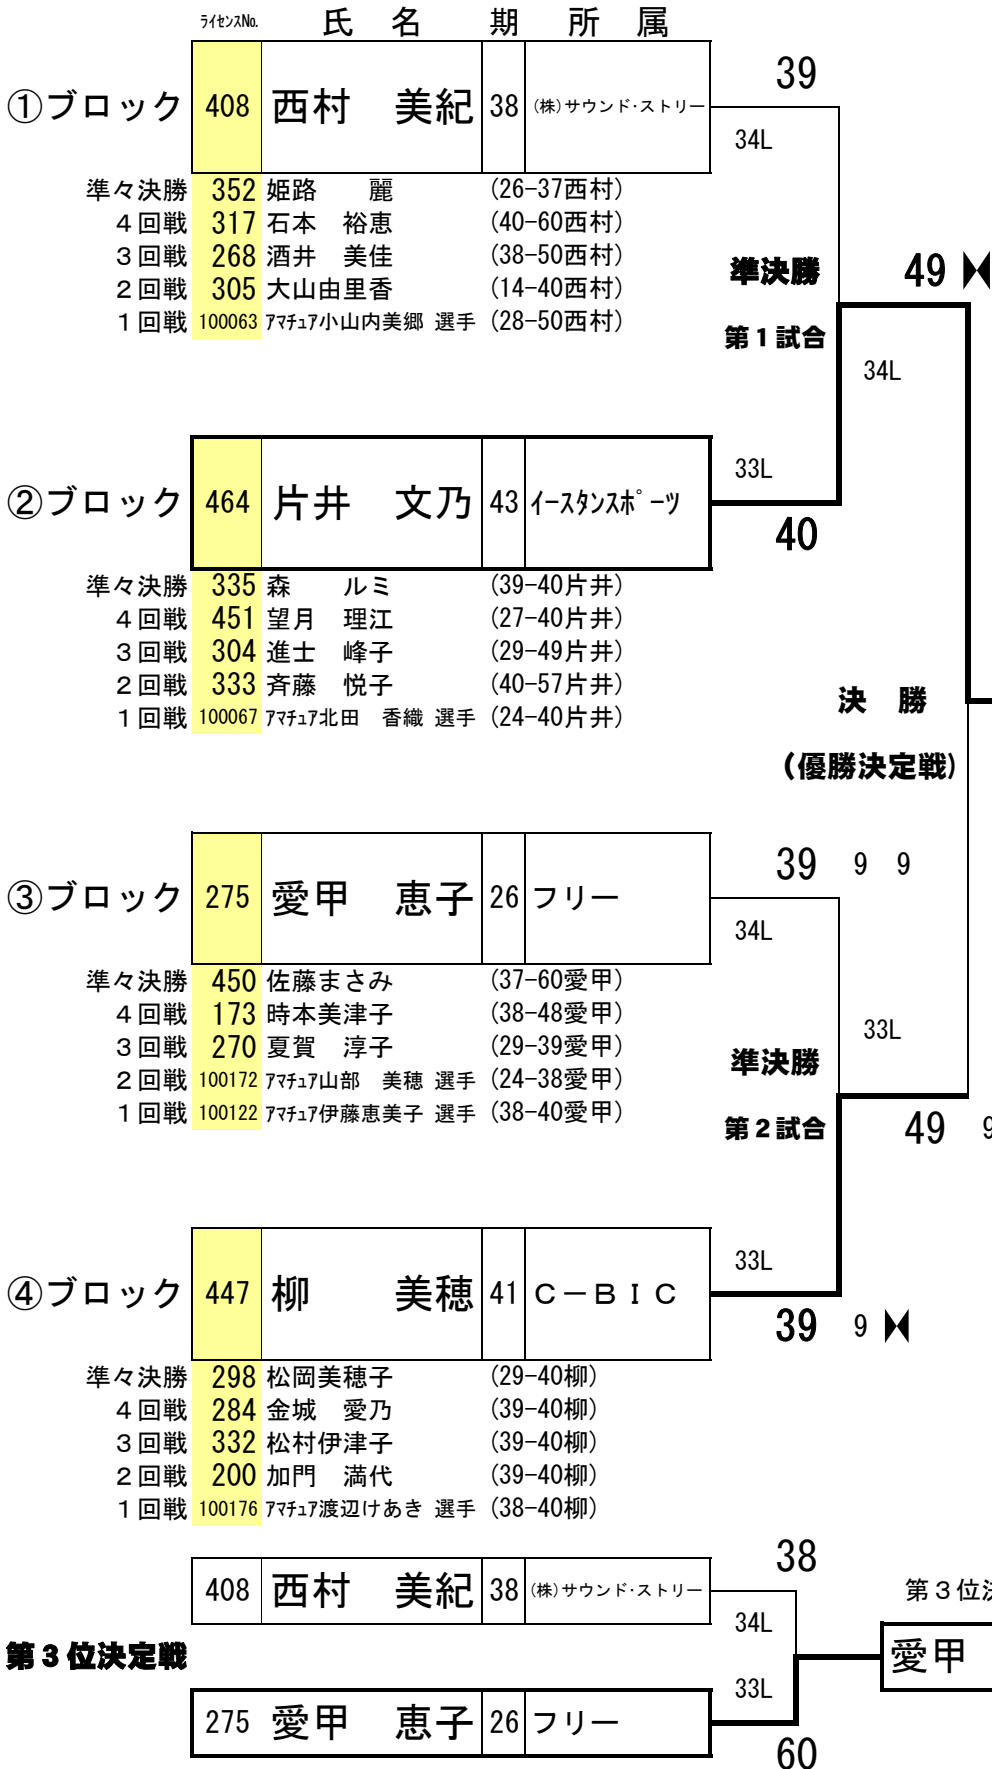 ライセンスNo. 氏 名 期 所 属
39
①ブロック 408 西村 美紀 38 (株)サウンド・ストリー
34L
準々決勝 352 姫路 麗 (26-37西村)
4回戦 317 石本 裕恵 (40-60西村)
3回戦 268 酒井 美佳 (38-50西村)
準決勝 49
2回戦 305 大山由里香 (14-40西村)
1回戦 100063 アマチュア小山内美郷 選手 (28-50西村)
第1試合
34L
33L
②ブロック 464 片井 文乃 43 イースタンスポーツ
40
準々決勝 335 森 ルミ (39-40片井)
4回戦 451 望月 理江 (27-40片井)
3回戦 304 進士 峰子 (29-49片井)
2回戦 333 斉藤 悦子 (40-57片井)
1回戦 100067 アマチュア北田 香織 選手 (24-40片井)
決 勝
(優勝決定戦)
39 9 9
③ブロック 275 愛甲 恵子 26 フリー
34L
準々決勝 450 佐藤まさみ (37-60愛甲)
4回戦 173 時本美津子 (38-48愛甲)
33L
3回戦 270 夏賀 淳子 (29-39愛甲)
準決勝
2回戦 100172 アマチュア山部 美穂 選手 (24-38愛甲)
1回戦 100122 アマチュア伊藤恵美子 選手 (38-40愛甲)
第2試合 49 9
33L
④ブロック 447 柳 美穂 41 C-BIC
39 9
準々決勝 298 松岡美穂子 (29-40柳)
4回戦 284 金城 愛乃 (39-40柳)
3回戦 332 松村伊津子 (39-40柳)
2回戦 200 加門 満代 (39-40柳)
1回戦 100176 アマチュア渡辺けあき 選手 (38-40柳)
38
408 西村 美紀 38 (株)サウンド・ストリー
第3位決
34L
第3位決定戦
愛甲
33L
275 愛甲 恵子 26 フリー
60